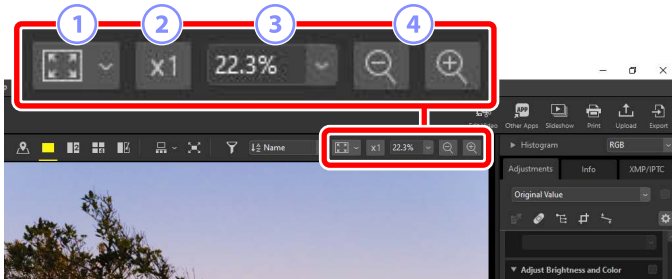 1 2 3 4
x1 22.3%
Other Apps Slideshow Print Upload Export
1↓A/Z Name x1 22.3%
Histogram RGB
Adjustments Info XMP/IPTC
Original Value
Adjust Brightness and Color